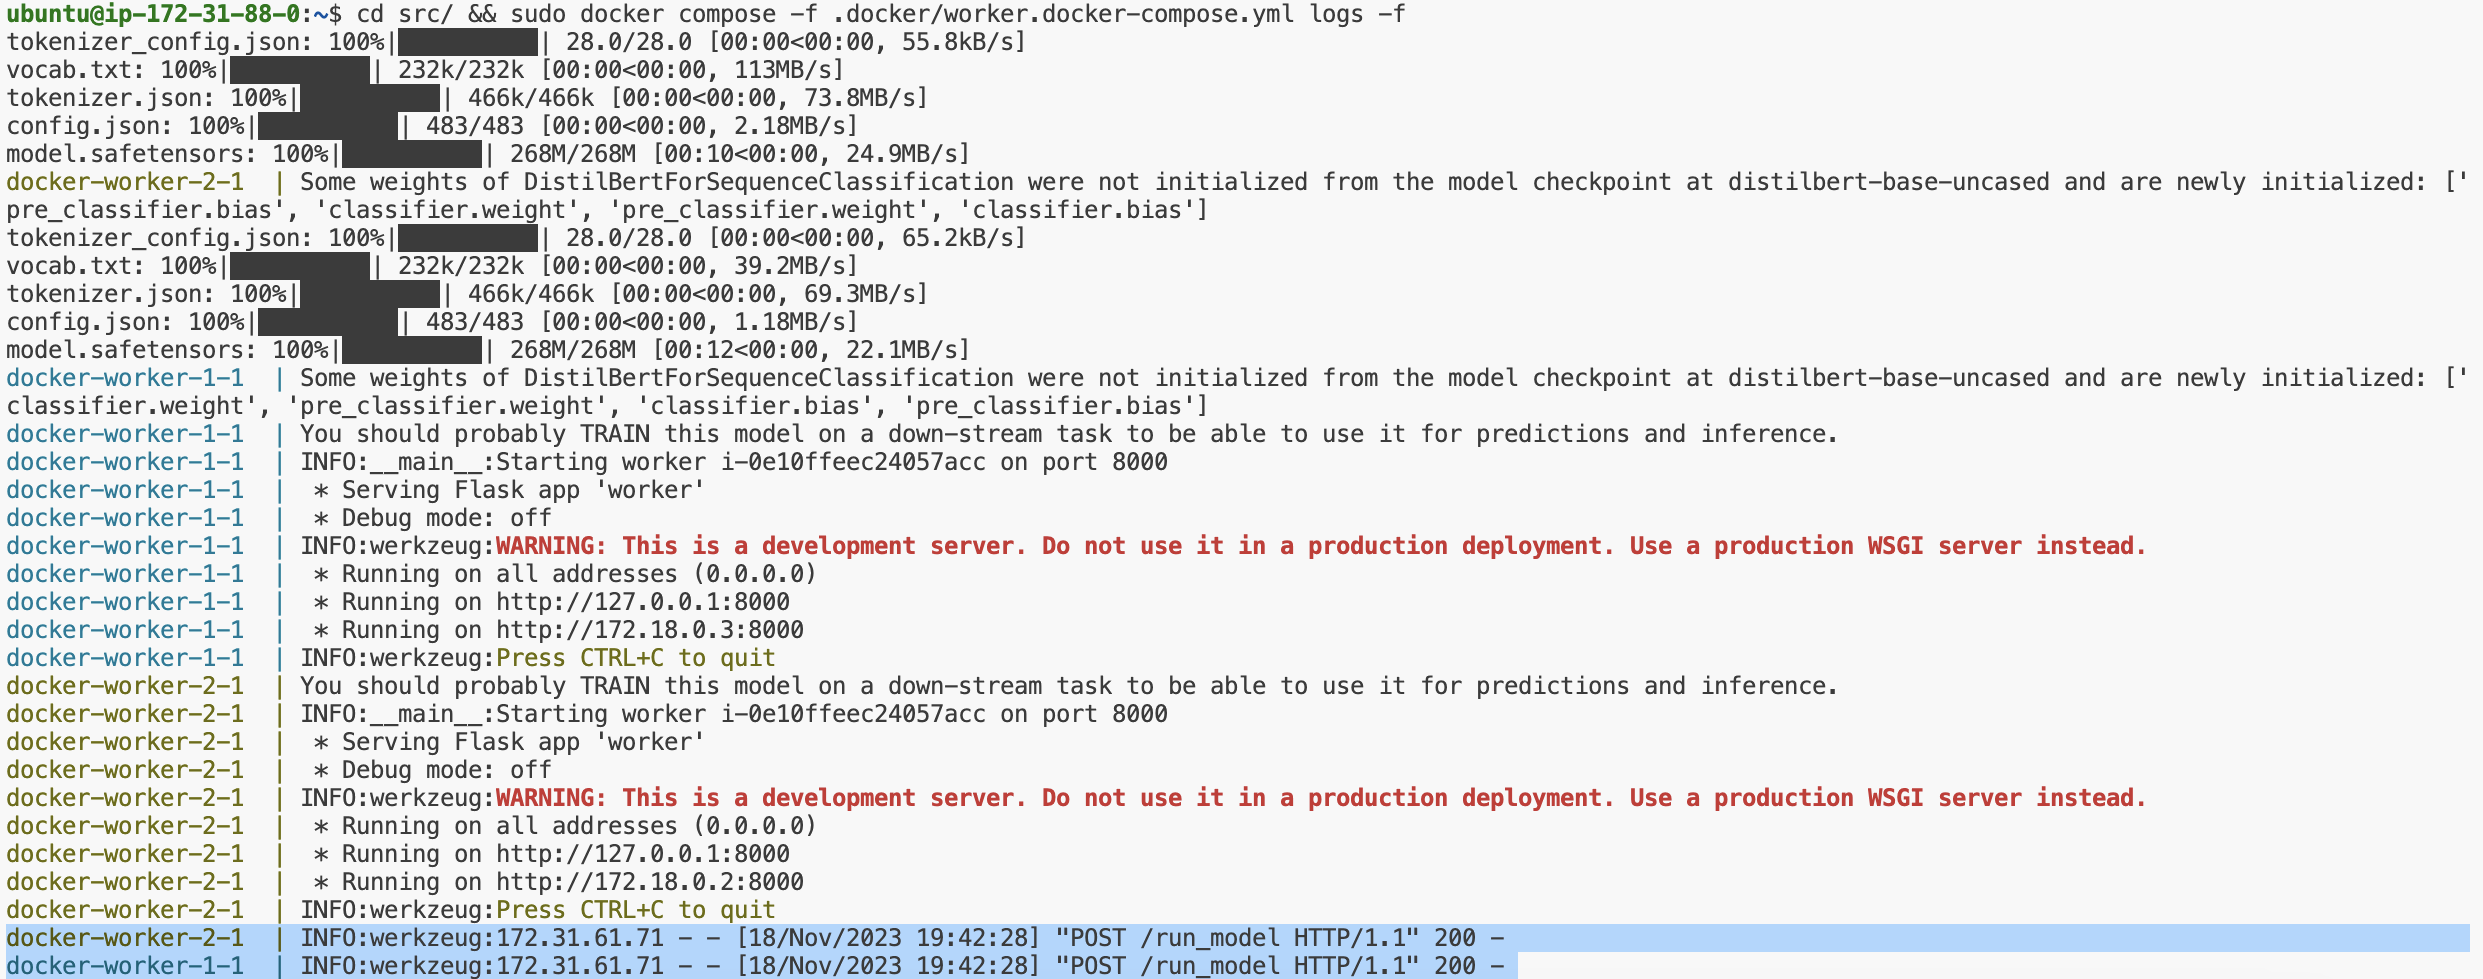 ubuntu@ip-172-31-88-0:~$ cd src/ && sudo docker compose -f .docker/worker.docker-compose.yml logs -f
tokenizer_config.json: 100%|██████████| 28.0/28.0 [00:00<00:00, 55.8kB/s]
vocab.txt: 100%|██████████| 232k/232k [00:00<00:00, 113MB/s]
tokenizer.json: 100%|██████████| 466k/466k [00:00<00:00, 73.8MB/s]
config.json: 100%|██████████| 483/483 [00:00<00:00, 2.18MB/s]
model.safetensors: 100%|██████████| 268M/268M [00:10<00:00, 24.9MB/s]
docker-worker-2-1  | Some weights of DistilBertForSequenceClassification were not initialized from the model checkpoint at distilbert-base-uncased and are newly initialized: ['
pre_classifier.bias', 'classifier.weight', 'pre_classifier.weight', 'classifier.bias']
tokenizer_config.json: 100%|██████████| 28.0/28.0 [00:00<00:00, 65.2kB/s]
vocab.txt: 100%|██████████| 232k/232k [00:00<00:00, 39.2MB/s]
tokenizer.json: 100%|██████████| 466k/466k [00:00<00:00, 69.3MB/s]
config.json: 100%|██████████| 483/483 [00:00<00:00, 1.18MB/s]
model.safetensors: 100%|██████████| 268M/268M [00:12<00:00, 22.1MB/s]
docker-worker-1-1  | Some weights of DistilBertForSequenceClassification were not initialized from the model checkpoint at distilbert-base-uncased and are newly initialized: ['
classifier.weight', 'pre_classifier.weight', 'classifier.bias', 'pre_classifier.bias']
docker-worker-1-1  | You should probably TRAIN this model on a down-stream task to be able to use it for predictions and inference.
docker-worker-1-1  | INFO:__main__:Starting worker i-0e10ffeec24057acc on port 8000
docker-worker-1-1  |  * Serving Flask app 'worker'
docker-worker-1-1  |  * Debug mode: off
docker-worker-1-1  | INFO:werkzeug:WARNING: This is a development server. Do not use it in a production deployment. Use a production WSGI server instead.
docker-worker-1-1  |  * Running on all addresses (0.0.0.0)
docker-worker-1-1  |  * Running on http://127.0.0.1:8000
docker-worker-1-1  |  * Running on http://172.18.0.3:8000
docker-worker-1-1  | INFO:werkzeug:Press CTRL+C to quit
docker-worker-2-1  | You should probably TRAIN this model on a down-stream task to be able to use it for predictions and inference.
docker-worker-2-1  | INFO:__main__:Starting worker i-0e10ffeec24057acc on port 8000
docker-worker-2-1  |  * Serving Flask app 'worker'
docker-worker-2-1  |  * Debug mode: off
docker-worker-2-1  | INFO:werkzeug:WARNING: This is a development server. Do not use it in a production deployment. Use a production WSGI server instead.
docker-worker-2-1  |  * Running on all addresses (0.0.0.0)
docker-worker-2-1  |  * Running on http://127.0.0.1:8000
docker-worker-2-1  |  * Running on http://172.18.0.2:8000
docker-worker-2-1  | INFO:werkzeug:Press CTRL+C to quit
docker-worker-2-1  | INFO:werkzeug:172.31.61.71 - - [18/Nov/2023 19:42:28] "POST /run_model HTTP/1.1" 200 -
docker-worker-1-1  | INFO:werkzeug:172.31.61.71 - - [18/Nov/2023 19:42:28] "POST /run_model HTTP/1.1" 200 -